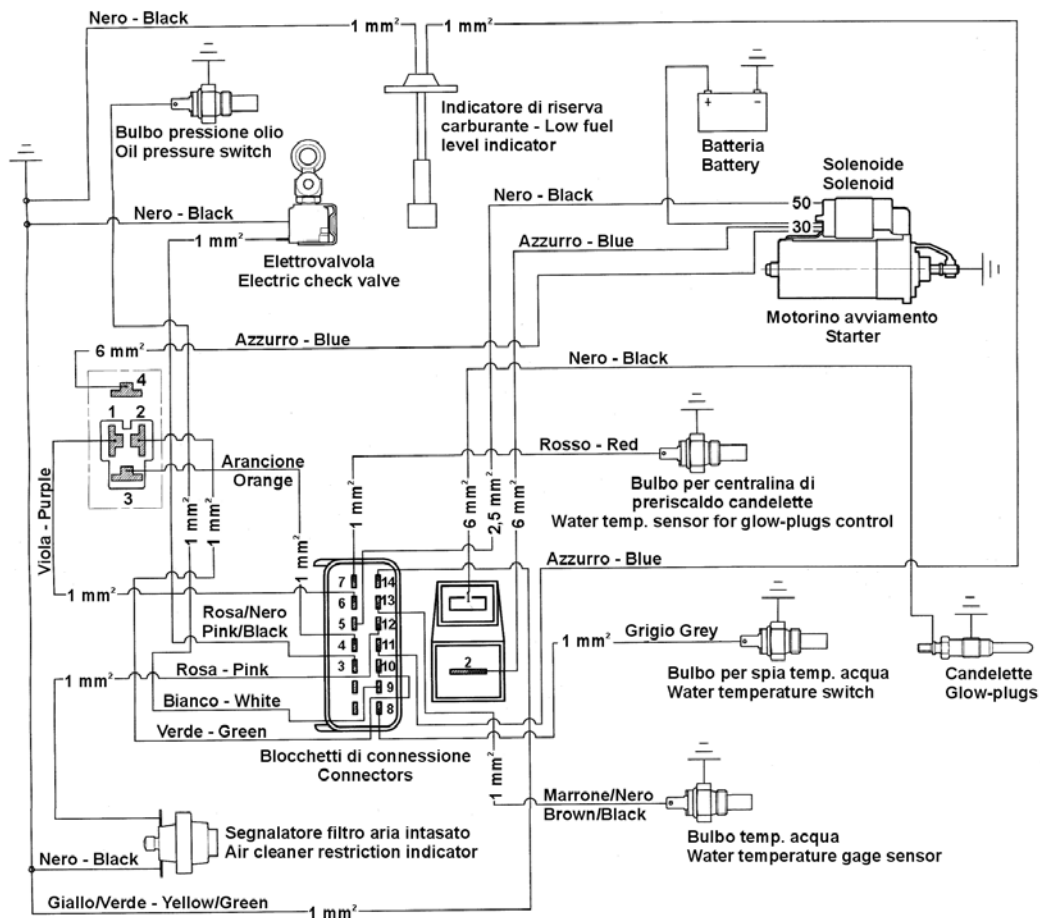 Nero - Black
1 mm²
1 mm²
Bulbo pressione olio
Oil pressure switch
Indicatore di riserva
carburante - Low fuel
level indicator
+ -
Batteria
Battery
Solenoide
Solenoid
Nero - Black
50
30
Nero - Black
1 mm²
Azzurro - Blue
Elettrovalvola
Electric check valve
Motorino avviamento
Starter
Azzurro - Blue
6 mm²
Nero - Black
4
1 2
3
Viola - Purple
Arancione
Orange
1 mm²
1 mm²
1 mm²
1 mm²
6 mm²
2,5 mm²
6 mm²
Rosso - Red
Bulbo per centralina di
preriscaldo candelette
Water temp. sensor for glow-plugs control
Azzurro - Blue
1 mm²
7 14
6 13
5 12
4 11
3 10
9
8
1
2
Rosa/Nero
Pink/Black
1 mm²
Rosa - Pink
Bianco - White
Verde - Green
1 mm²
Grigio Grey
Bulbo per spia temp. acqua
Water temperature switch
Candelette
Glow-plugs
Blocchetti di connessione
Connectors
1 mm²
Marrone/Nero
Brown/Black
Bulbo temp. acqua
Water temperature gage sensor
Segnalatore filtro aria intasato
Air cleaner restriction indicator
Nero - Black
Giallo/Verde - Yellow/Green
1 mm²